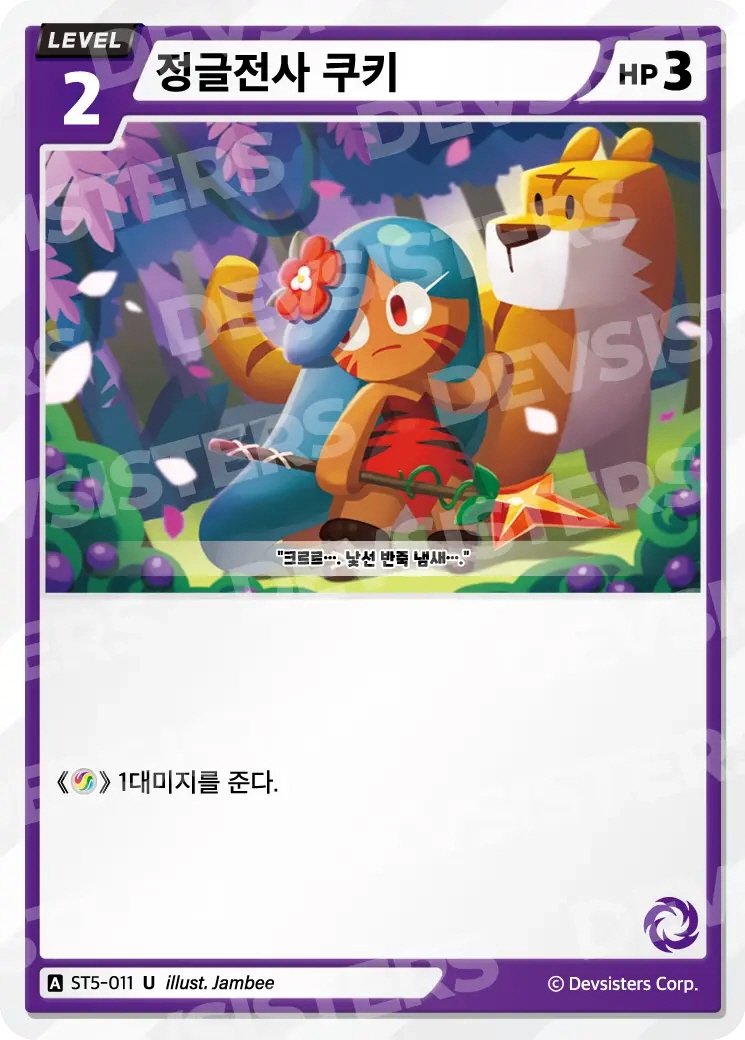 LEVEL
2
정글전사 쿠키
HP 3
"크르르…. 낯선 반죽 냄새…."
《》 1대미지를 준다.
A ST5-011 U illust. Jambee
© Devsisters Corp.
DEVSISTERS